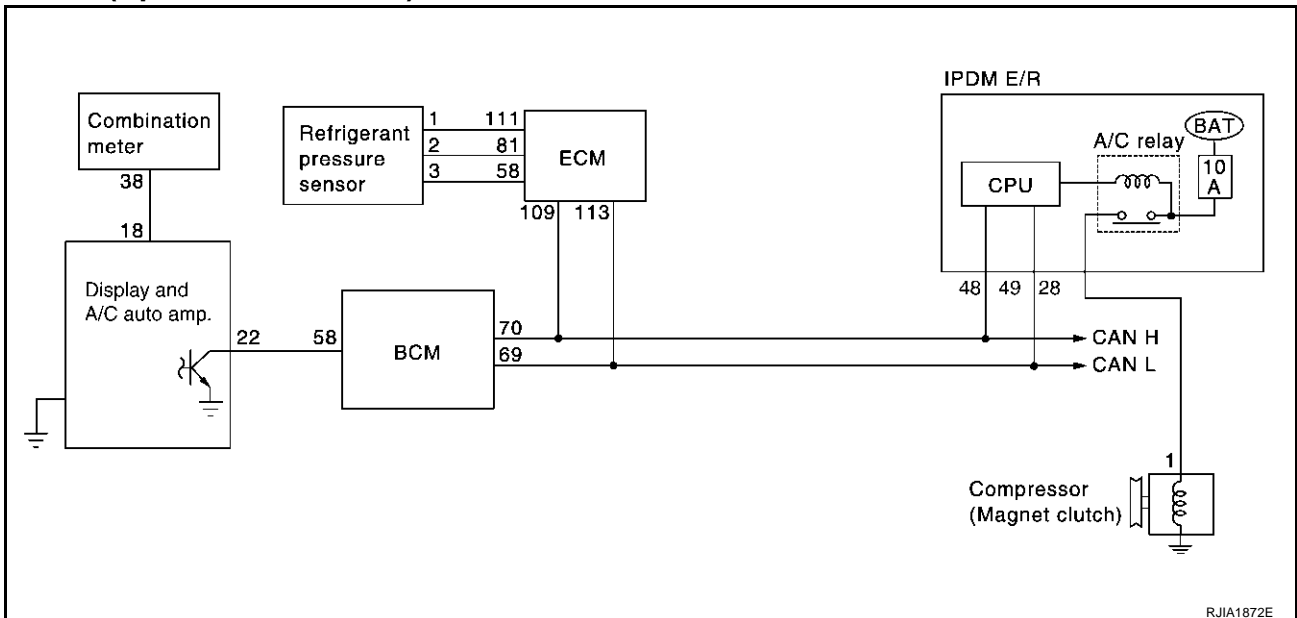 IPDM E/R
Combination
meter
38
18
Display and
A/C auto amp.
22
Refrigerant
pressure
sensor
1
2
3
111
81
58
ECM
109
113
58
BCM
70
69
CPU
A/C relay
BAT
10
A
48
49
28
CAN H
CAN L
1
Compressor
(Magnet clutch)
RJIA1872E